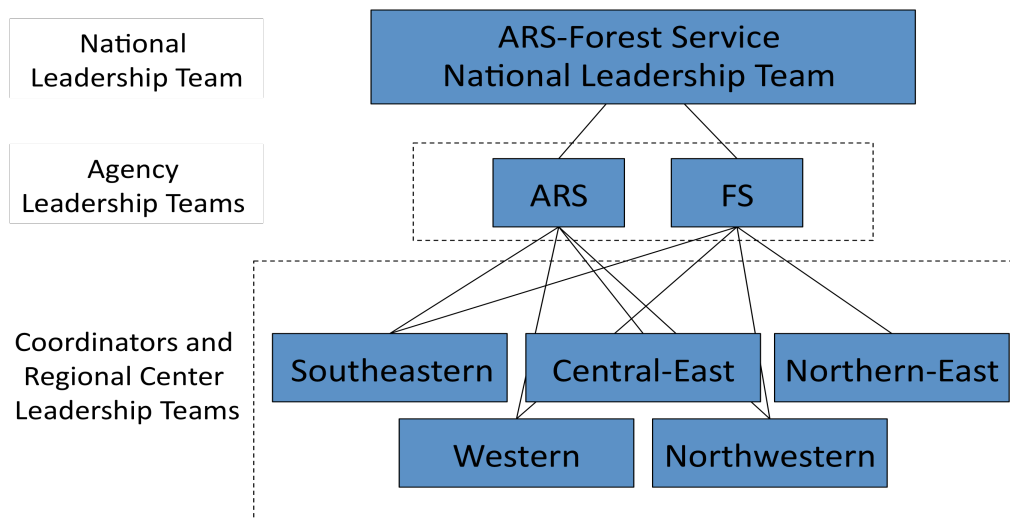 National
Leadership Team
ARS-Forest Service
National Leadership Team
Agency
Leadership Teams
ARS
FS
Coordinators and
Regional Center
Leadership Teams
Southeastern
Central-East
Northern-East
Western
Northwestern